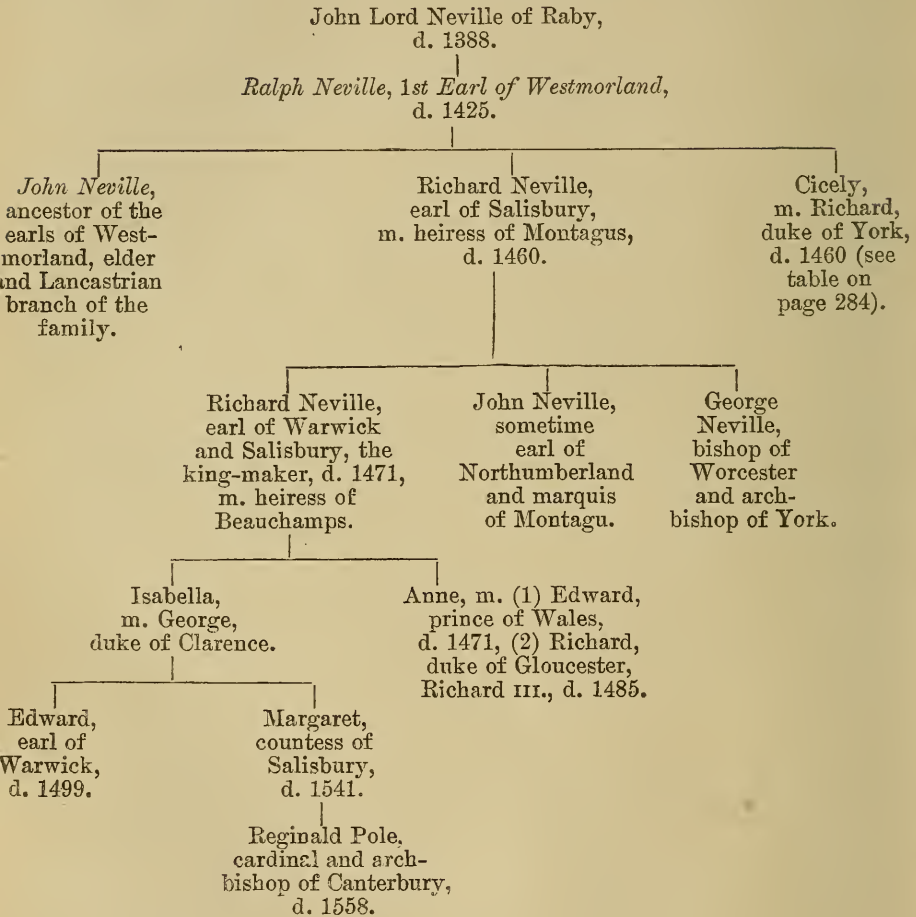 John Lord Neville of Raby,
d. 1388.
Ralph Neville, 1st Earl of Westmorland,
d. 1425.
John Neville,
ancestor of the
earls of West-
morland, elder
and Lancastrian
branch of the
family.
Richard Neville,
earl of Salisbury,
m. heiress of Montagus,
d. 1460.
Cicely,
m. Richard,
duke of York,
d. 1460 (see
table on
page 284).
Richard Neville,
earl of Warwick
and Salisbury, the
king-maker, d. 1471,
m. heiress of
Beauchamps.
John Neville,
sometime
earl of
Northumberland
and marquis
of Montagu.
George
Neville,
bishop of
Worcester
and arch-
bishop of York.
Isabella,
m. George,
duke of Clarence.
Anne, m. (1) Edward,
prince of Wales,
d. 1471, (2) Richard,
duke of Gloucester,
Richard III., d. 1485.
Edward,
earl of
Warwick,
d. 1499.
Margaret,
countess of
Salisbury,
d. 1541.
Reginald Pole,
cardinal and arch-
bishop of Canterbury,
d. 1558.